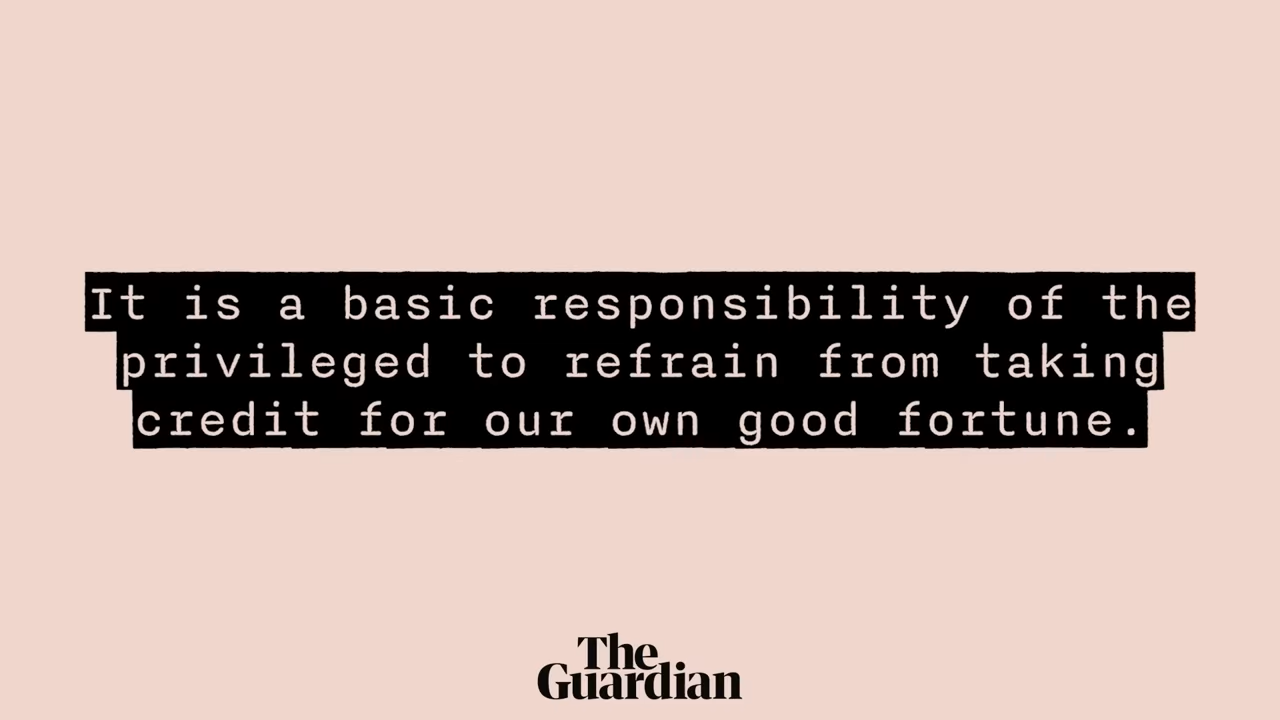 It is a basic responsibility of the
privileged to refrain from taking
credit for our own good fortune.
The
Guardian